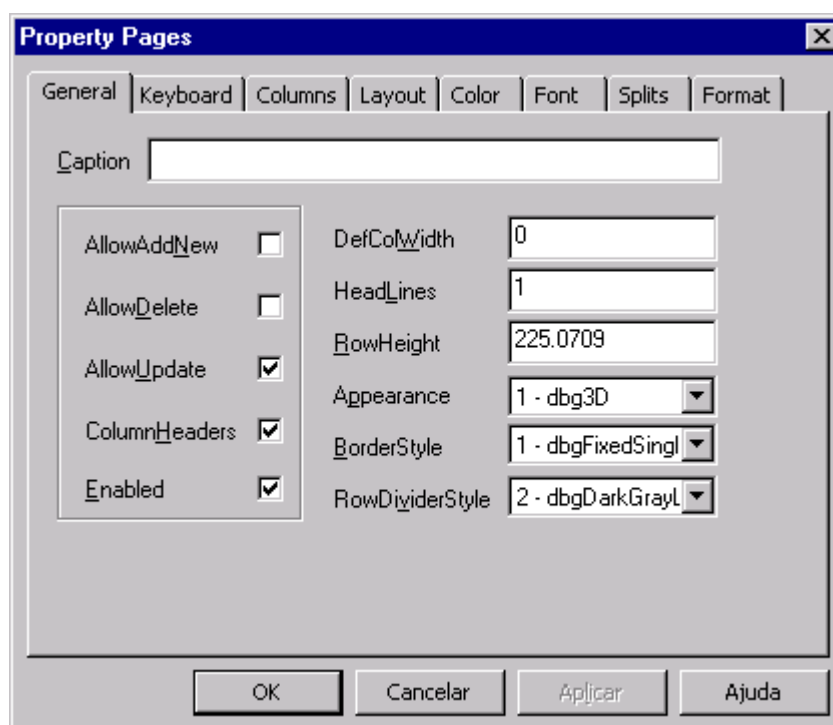 Property Pages
General Keyboard Columns Layout Color Font Splits Format
Caption
AllowAddNew
AllowDelete
AllowUpdate
ColumnHeaders
Enabled
DefColWidth 0
HeadLines 1
RowHeight 225.0709
Appearance 1 - dbg3D
BorderStyle 1 - dbgFixedSingl
RowDividerStyle 2 - dbgDarkGrayL
OK Cancelar Aplicar Ajuda